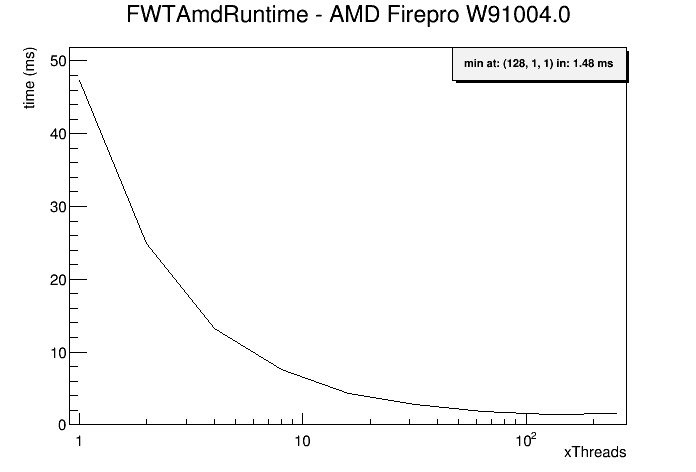 FWTAmdRuntime - AMD Firepro W91004.0
time (ms)
min at: (128, 1, 1) in: 1.48 ms
50
40
30
20
10
0
1
10
10²
xThreads